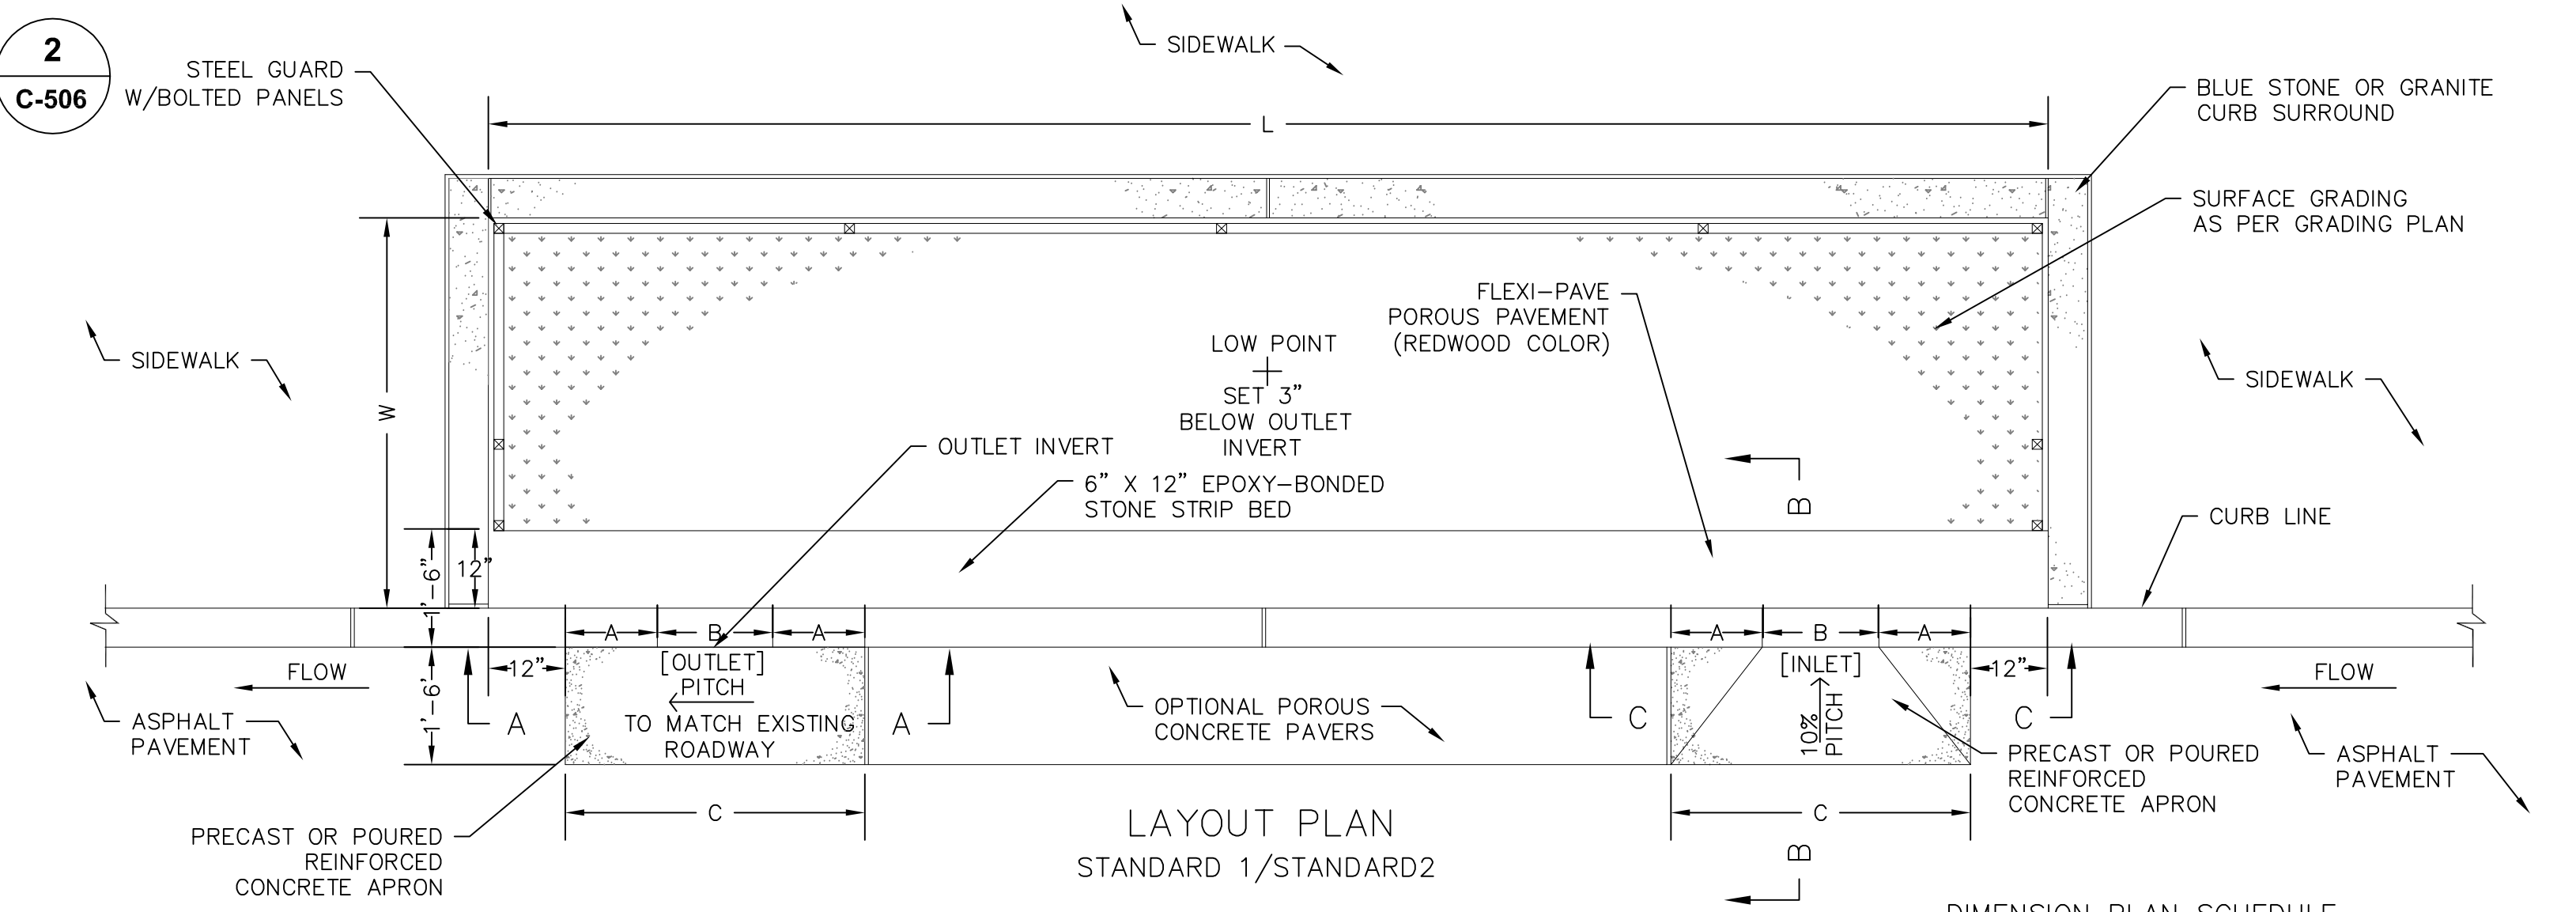 2
C-506
STEEL GUARD
W/BOLTED PANELS
SIDEWALK
L
BLUE STONE OR GRANITE
CURB SURROUND
SURFACE GRADING
AS PER GRADING PLAN
FLEXI-PAVE
POROUS PAVEMENT
(REDWOOD COLOR)
LOW POINT
SET 3"
BELOW OUTLET
INVERT
SIDEWALK
W
SIDEWALK
OUTLET INVERT
6" X 12" EPOXY-BONDED
STONE STRIP BED
B
CURB LINE
1'-6"
12"
A
B
A
A
B
A
FLOW
12"
[OUTLET]
PITCH
TO MATCH EXISTING
ROADWAY
[INLET]
10%
PITCH
12"
FLOW
1'-6'
A
A
C
C
ASPHALT
PAVEMENT
OPTIONAL POROUS
CONCRETE PAVERS
PRECAST OR POURED
REINFORCED
CONCRETE APRON
ASPHALT
PAVEMENT
C
C
PRECAST OR POURED
REINFORCED
CONCRETE APRON
LAYOUT PLAN
STANDARD 1/STANDARD2
B
DIMENSION PLAN SCHEDULE